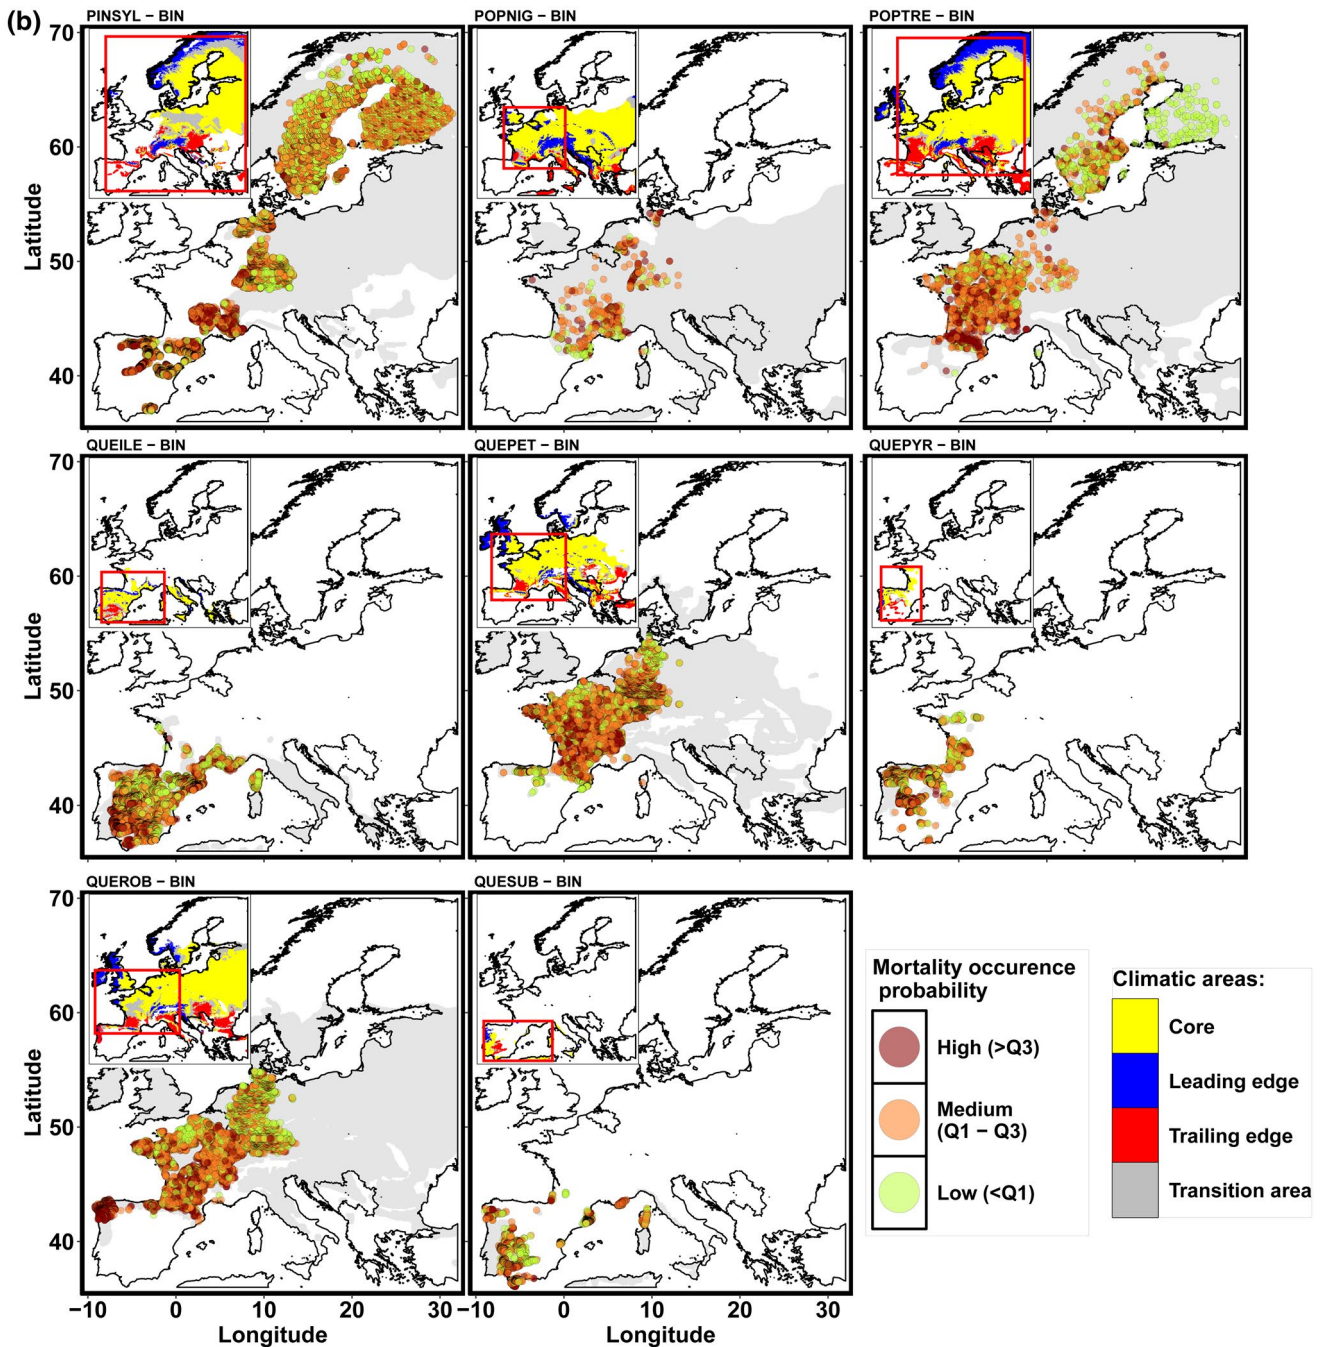 (b)
PINSYL − BIN
POPNIG − BIN
POPTRE − BIN
70
60
50
40
Latitude
QUEILE − BIN
QUEPET − BIN
QUEPYR − BIN
70
60
50
40
Latitude
QUEROB − BIN
QUESUB − BIN
70
60
50
40
Latitude
−10 0 10 20 30
−10 0 10 20 30
Longitude
Longitude
Mortality occurence
probability
High (>Q3)
Medium
(Q1 − Q3)
Low (<Q1)
Climatic areas:
Core
Leading edge
Trailing edge
Transition area